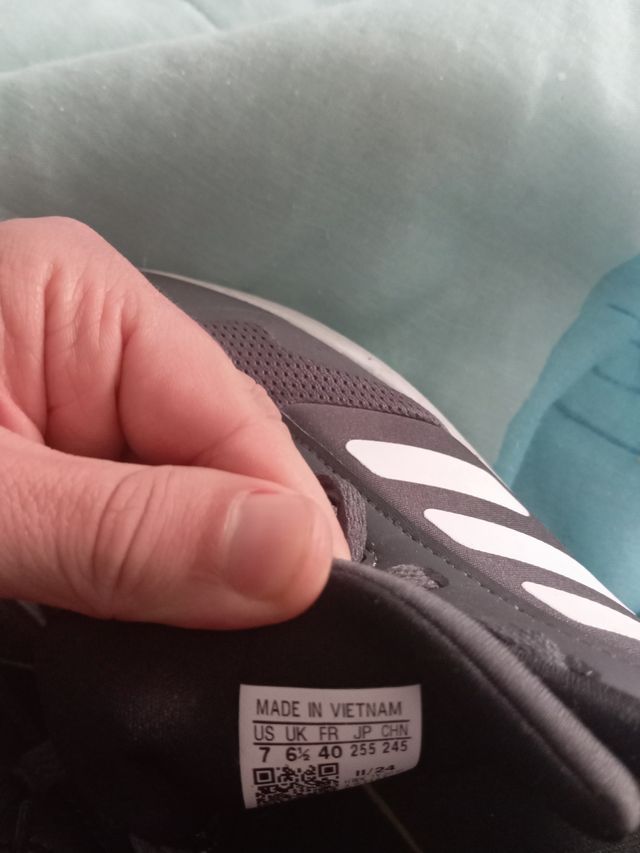 MADE IN VIETNAM
US UK FR JP CHN
7 6½ 40 255 245
11/24